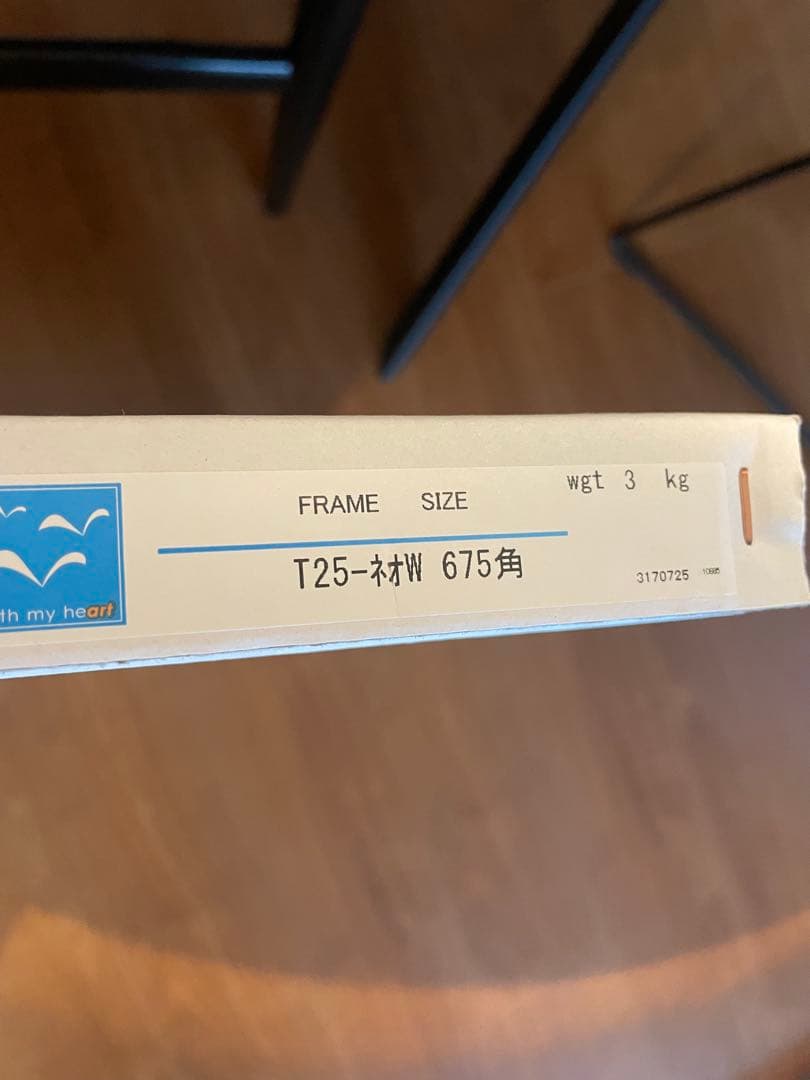 FRAME SIZE
wgt 3 kg
T25-ネオW 675角
3170725
th my heart